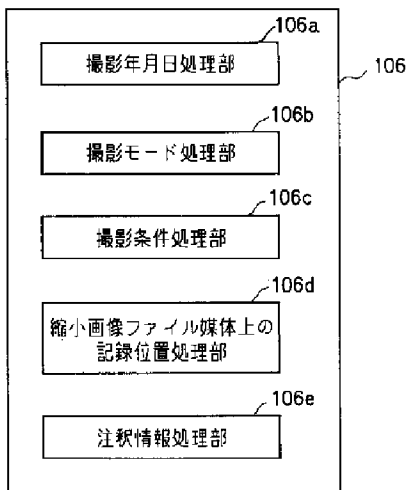 106a
撮影年月日処理部
106
106b
撮影モード処理部
106c
撮影条件処理部
106d
縮小画像ファイル媒体上の
記録位置処理部
106e
注釈情報処理部